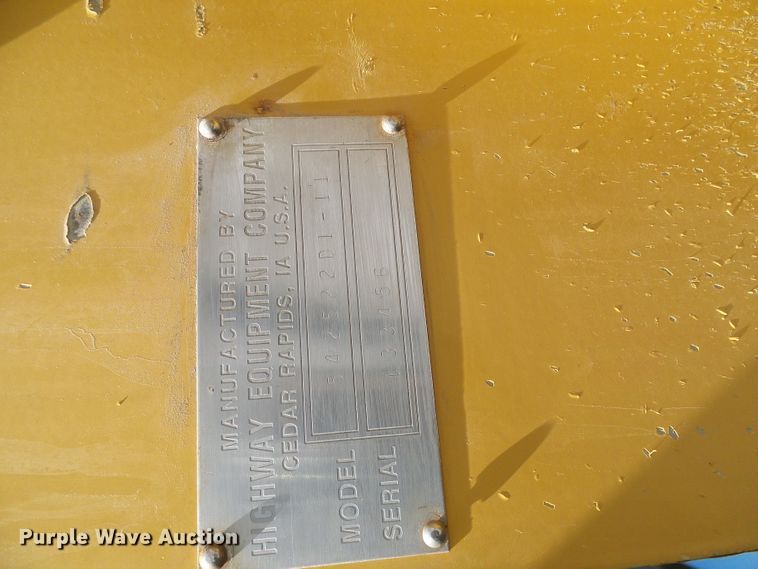 MANUFACTURED BY
HIGHWAY EQUIPMENT COMPANY
CEDAR RAPIDS, IA U.S.A.
MODEL
SERIAL
Purple Wave Auction